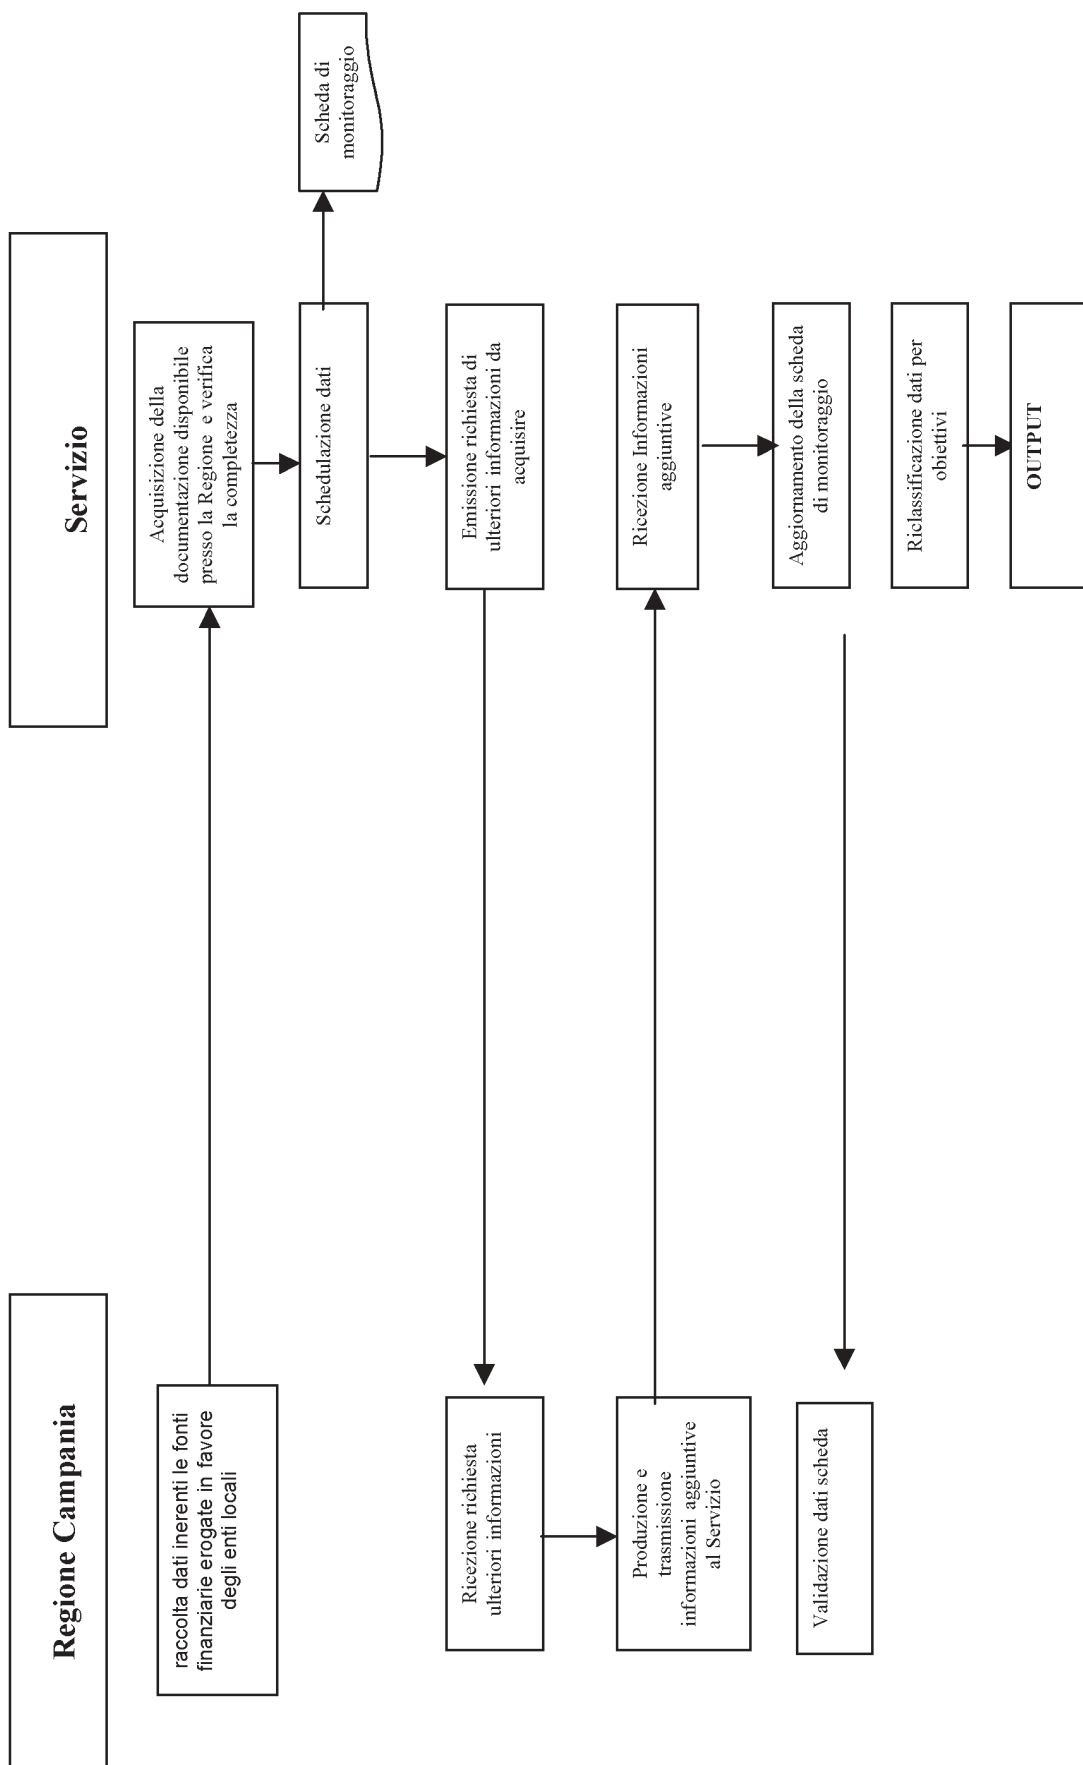 Regione Campania
Servizio
raccolta dati inerenti le fonti
finanziarie erogate in favore
degli enti locali
Acquisizione della
documentazione disponibile
presso la Regione e verifica
la completezza
Schedulazione dati
Scheda di
monitoraggio
Emissione richiesta di
ulteriori informazioni da
acquisire
Ricezione richiesta
ulteriori informazioni
Produzione e
trasmissione
informazioni aggiuntive
al Servizio
Ricezione Informazioni
aggiuntive
Aggiornamento della scheda
di monitoraggio
Validazione dati scheda
Riclassificazione dati per
obiettivi
OUTPUT